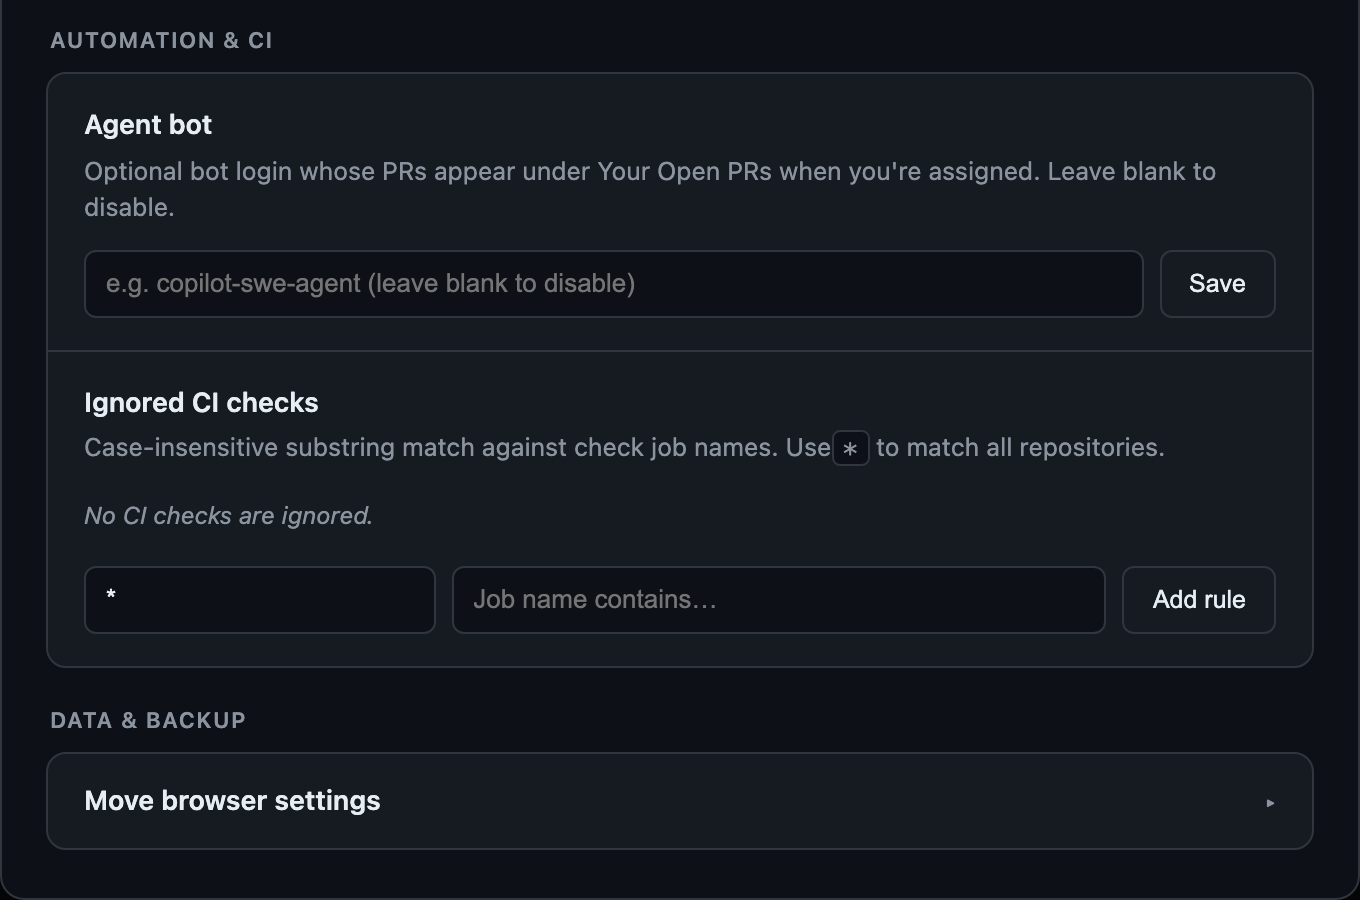 AUTOMATION & CI
Agent bot
Optional bot login whose PRs appear under Your Open PRs when you're assigned. Leave blank to
disable.
e.g. copilot-swe-agent (leave blank to disable)
Save
Ignored CI checks
Case-insensitive substring match against check job names. Use * to match all repositories.
No CI checks are ignored.
*
Job name contains…
Add rule
DATA & BACKUP
Move browser settings